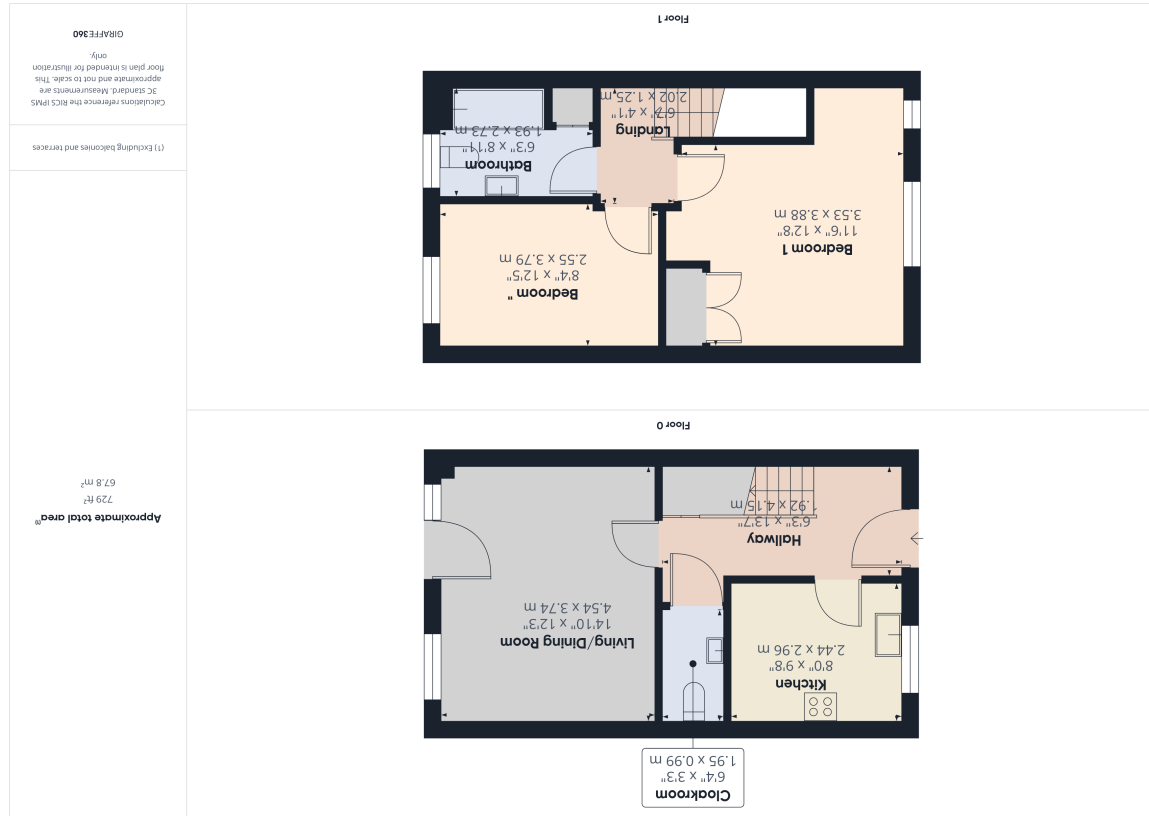 Cloakroom
6'4" x 3'3"
1.95 x 0.99 m
Kitchen
8'0" x 9'8"
2.44 x 2.96 m
Living/Dining Room
14'10" x 12'3"
4.54 x 3.74 m
Hallway
6'3" x 13'7"
1.92 x 4.15 m
Floor 0
Bedroom 1
11'6" x 12'8"
3.53 x 3.88 m
Bedroom "
8'4" x 12'5"
2.55 x 3.79 m
Landing
6'7" x 4'1"
2.02 x 1.25 m
Bathroom
6'3" x 8'11"
1.93 x 2.73 m
Floor 1
Approximate total area(1)
729 ft²
67.8 m²
(1) Excluding balconies and terraces
Calculations reference the RICS IPMS
3C standard. Measurements are
approximate and not to scale. This
floor plan is intended for illustration
only.
GIRAFFE360